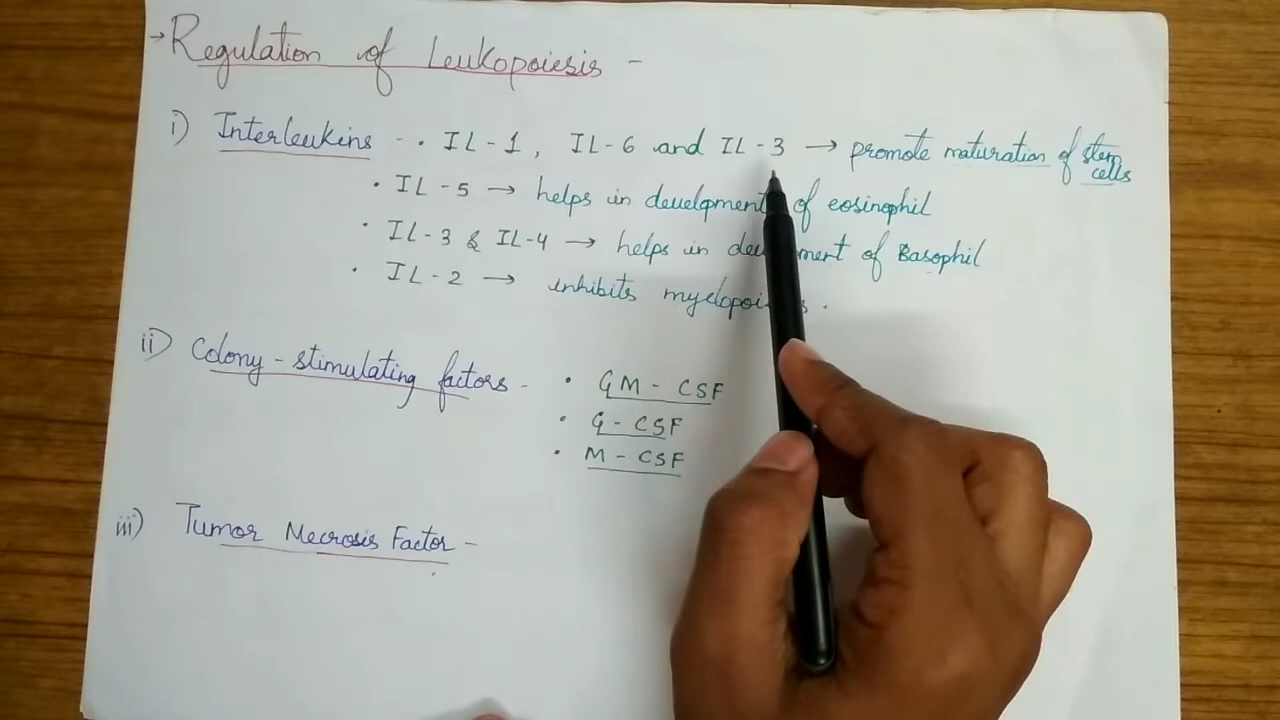 → Regulation of Leukopoiesis -
i) Interleukins - • IL-1, IL-6 and IL-3 → promote maturation of stem cells
• IL-5 → helps in development of eosinophil
• IL-3 & IL-4 → helps in of Basophil
• IL-2 → inhibits
ii) Colony-stimulating factors - • GM-CSF
• G-CSF
• M-CSF
iii) Tumor Necrosis Factor -